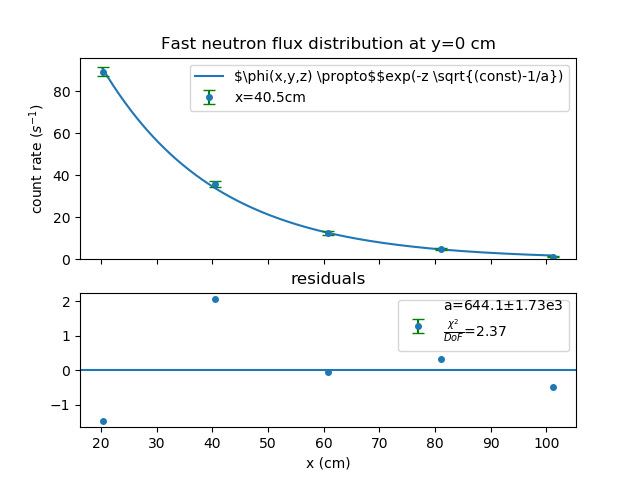 Fast neutron flux distribution at y=0 cm
$\phi(x,y,z) \propto$$exp(-z \sqrt{(const)-1/a})
x=40.5cm
count rate (s⁻¹)
80
60
40
20
0
residuals
a=644.1±1.73e3
χ²/DoF=2.37
2
1
0
−1
20 30 40 50 60 70 80 90 100
x (cm)